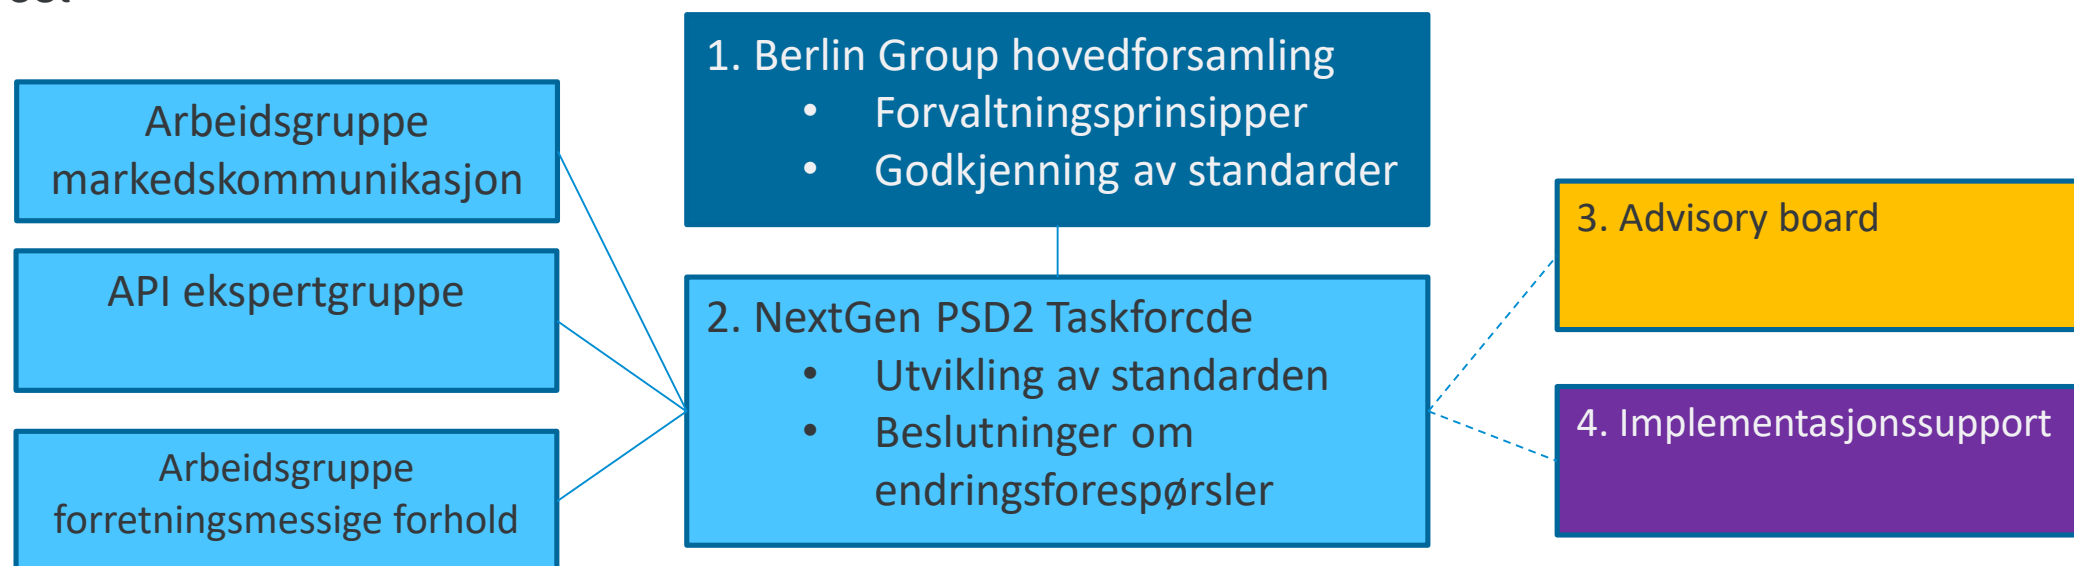 Arbeidsgruppe
markedskommunikasjon
API ekspertgruppe
Arbeidsgruppe
forretningsmessige forhold
1. Berlin Group hovedforsamling
• Forvaltningsprinsipper
• Godkjenning av standarder
2. NextGen PSD2 Taskforcde
• Utvikling av standarden
• Beslutninger om
endringsforespørsler
3. Advisory board
4. Implementasjonssupport